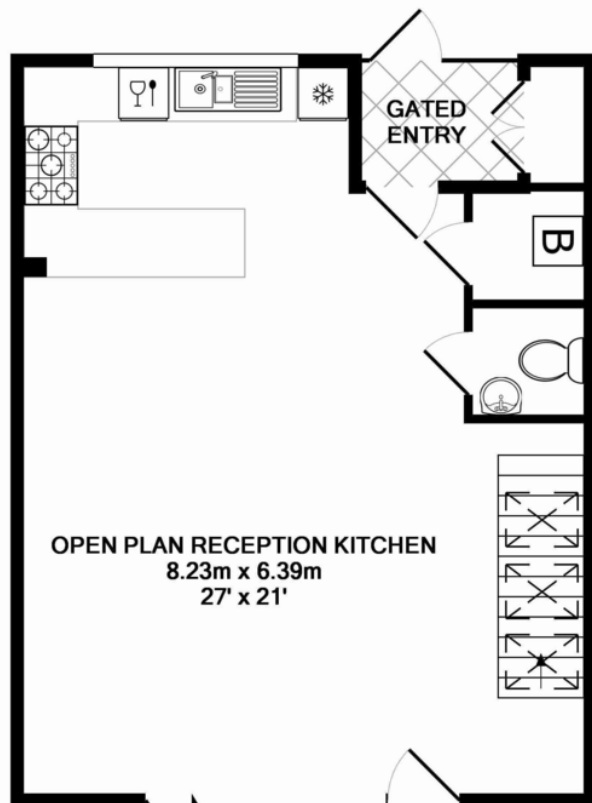 GATED
ENTRY
B
OPEN PLAN RECEPTION KITCHEN
8.23m x 6.39m
27' x 21'